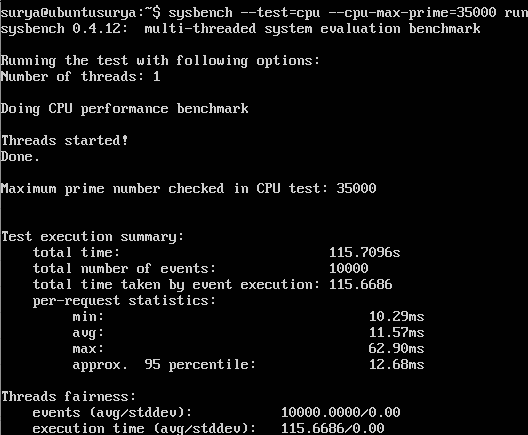 surya@ubuntusurya:~$ sysbench --test=cpu --cpu-max-prime=35000 run
sysbench 0.4.12:  multi-threaded system evaluation benchmark
Running the test with following options:
Number of threads: 1
Doing CPU performance benchmark
Threads started!
Done.
Maximum prime number checked in CPU test: 35000
Test execution summary:
    total time:                          115.7096s
    total number of events:              10000
    total time taken by event execution: 115.6686
    per-request statistics:
         min:                                 10.29ms
         avg:                                 11.57ms
         max:                                 62.90ms
         approx.  95 percentile:              12.68ms
Threads fairness:
    events (avg/stddev):           10000.0000/0.00
    execution time (avg/stddev):   115.6686/0.00